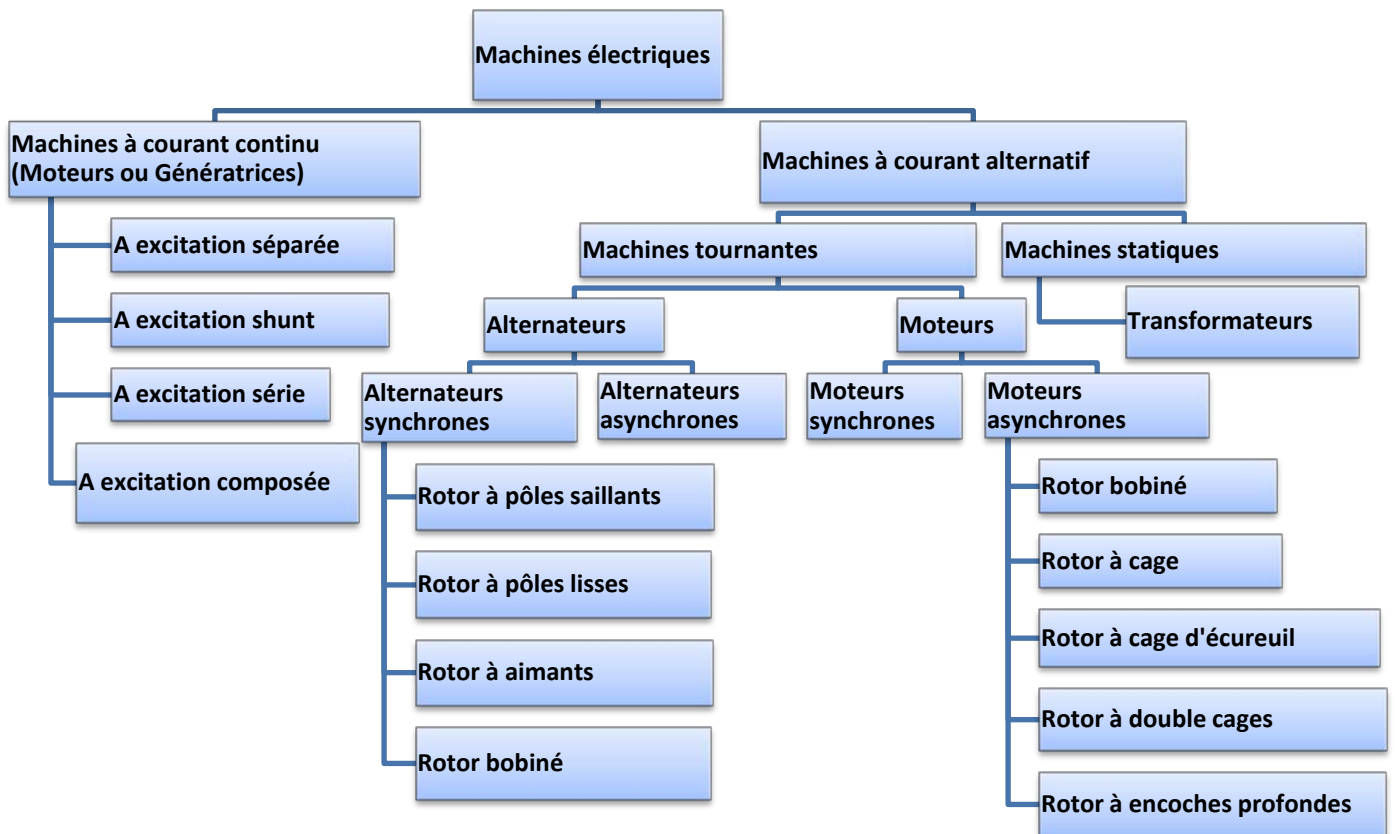 Machines électriques
Machines à courant continu
(Moteurs ou Génératrices)
A excitation séparée
A excitation shunt
A excitation série
A excitation composée
Machines à courant alternatif
Machines tournantes
Alternateurs
Alternateurs
synchrones
Rotor à pôles saillants
Rotor à pôles lisses
Rotor à aimants
Rotor bobiné
Alternateurs
asynchrones
Moteurs
Moteurs
synchrones
Moteurs
asynchrones
Rotor bobiné
Rotor à cage
Rotor à cage d'écureuil
Rotor à double cages
Rotor à encoches profondes
Machines statiques
Transformateurs